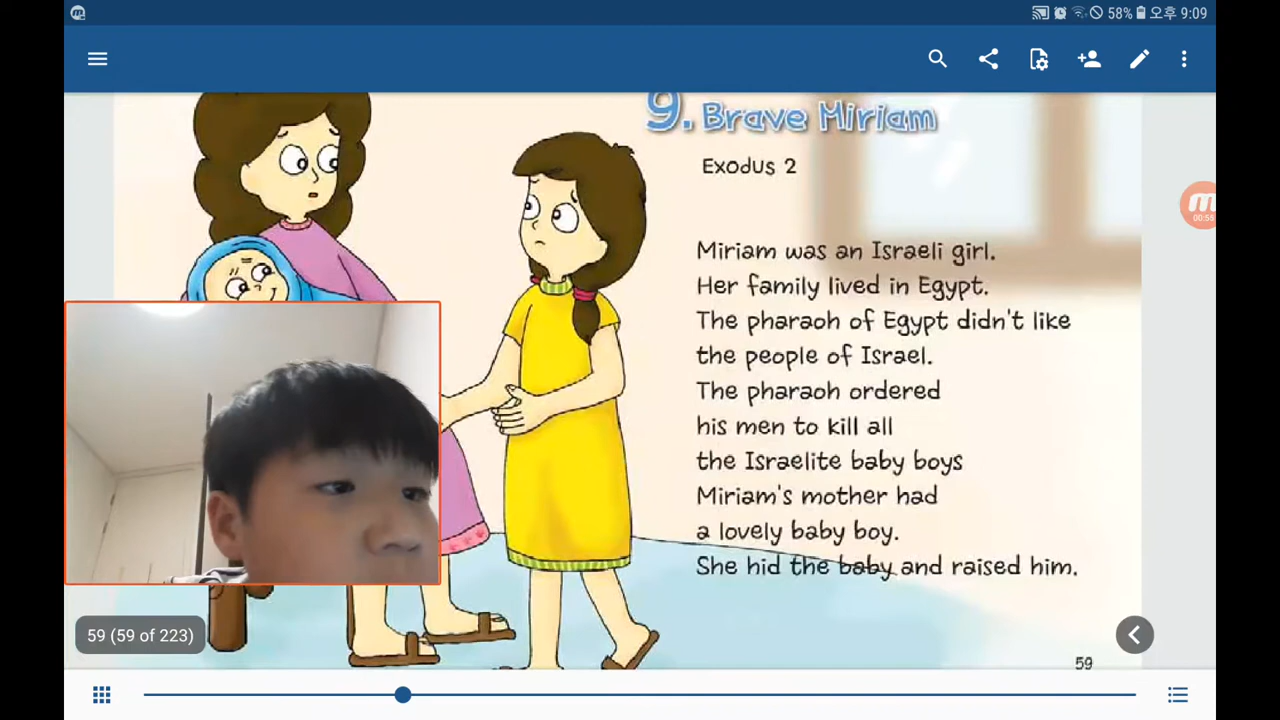 58% 오후 9:09
9. Brave Miriam
Exodus 2
00:55
Miriam was an Israeli girl.
Her family lived in Egypt.
The pharaoh of Egypt didn't like
the people of Israel.
The pharaoh ordered
his men to kill all
the Israelite baby boys
Miriam's mother had
a lovely baby boy.
She hid the baby and raised him.
59 (59 of 223)
59